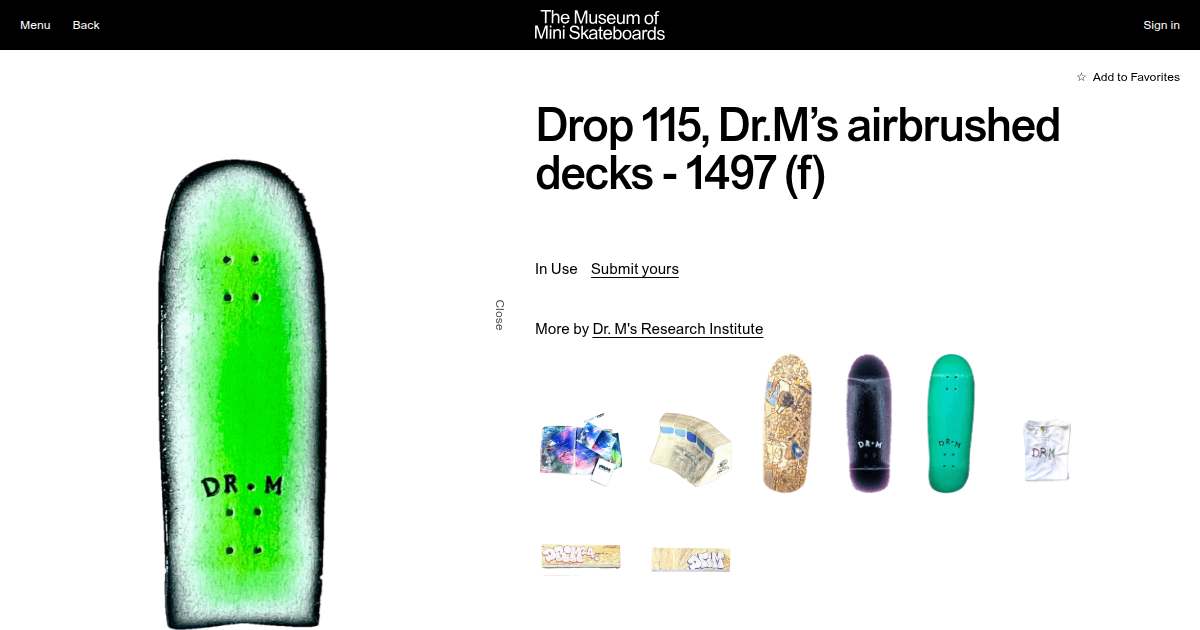 Menu
Back
The Museum of
Mini Skateboards
Sign in
☆ Add to Favorites
Drop 115, Dr.M’s airbrushed
decks - 1497 (f)
In Use
Submit yours
Close
More by Dr. M's Research Institute
DR • M
DR•M
DR•M
DR•M